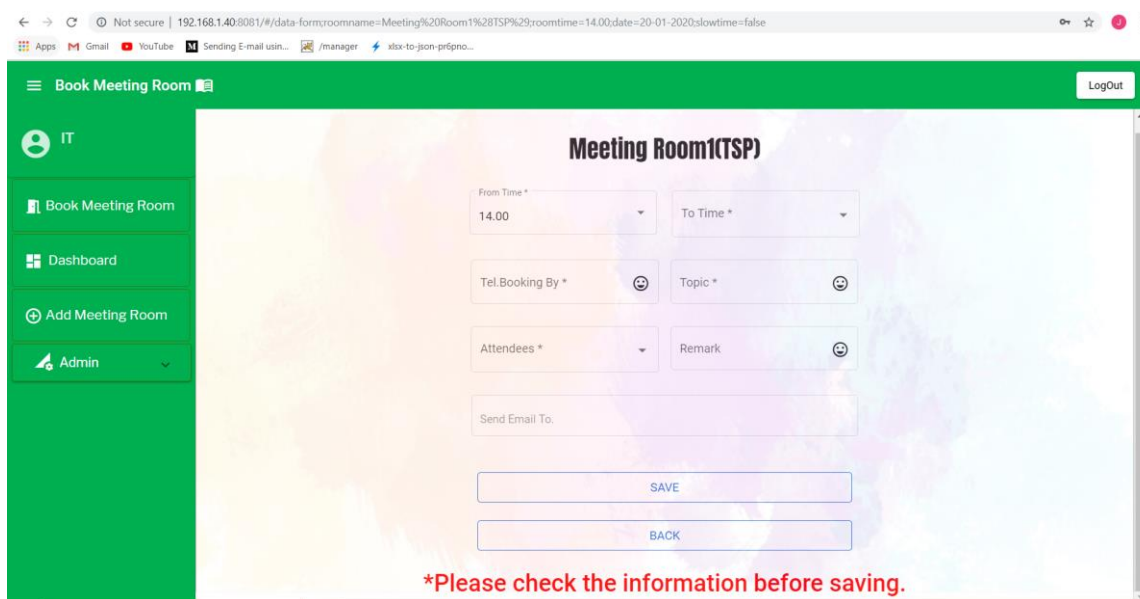 Not secure | 192.168.1.40:8081/#/data-form;roomname=Meeting%20Room1%28TSP%29;roomtime=14.00;date=20-01-2020;slowtime=false
Apps Gmail YouTube Sending E-mail usin... /manager xlsx-to-json-pr6pno...
Book Meeting Room LogOut
IT
Book Meeting Room
Dashboard
Add Meeting Room
Admin
Meeting Room1(TSP)
From Time *
14.00 To Time *
Tel.Booking By * Topic *
Attendees * Remark
Send Email To.
SAVE
BACK
*Please check the information before saving.